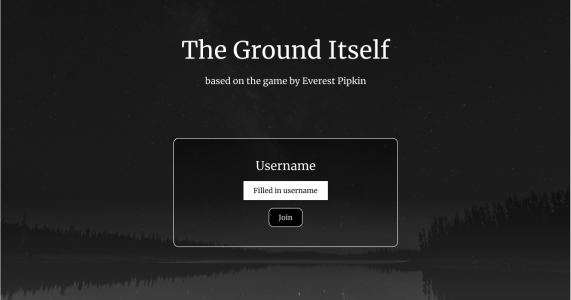 The Ground Itself
based on the game by Everest Pipkin
Username
Filled in username
Join